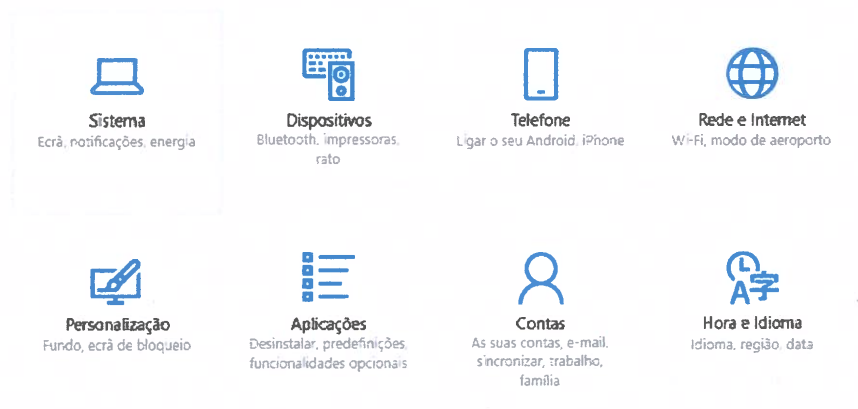 Sistema
Ecrã, notificações, energia
Dispositivos
Bluetooth, impressoras,
rato
Telefone
Ligar o seu Android, iPhone
Rede e Internet
Wi-Fi, modo de aeroporto
Personalização
Fundo, ecrã de bloqueio
Aplicações
Desinstalar, predefinições,
funcionalidades opcionais
Contas
As suas contas, e-mail,
sincronizar, trabalho,
família
A字
Hora e Idioma
Idioma, região, data